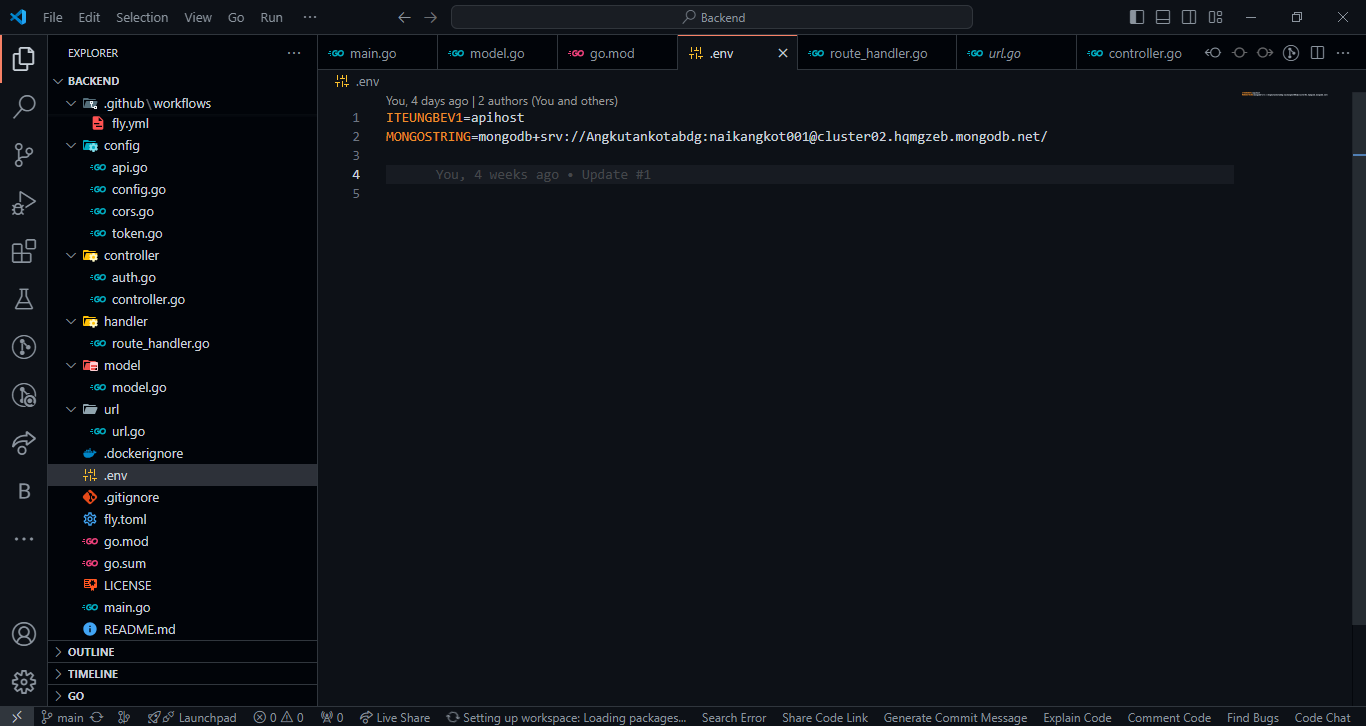 File Edit Selection View Go Run ··· Backend
EXPLORER ···
BACKEND
.github\workflows
fly.yml
config
api.go
config.go
cors.go
token.go
controller
auth.go
controller.go
handler
route_handler.go
model
model.go
url
url.go
.dockerignore
.env
.gitignore
fly.toml
go.mod
go.sum
LICENSE
main.go
README.md
OUTLINE
TIMELINE
GO
main.go model.go go.mod .env route_handler.go url.go controller.go
.env
You, 4 days ago | 2 authors (You and others)
1 ITEUNGBEV1=apihost
2 MONGOSTRING=mongodb+srv://Angkutankotabdg:naikangkot001@cluster02.hqmgzeb.mongodb.net/
3
4 You, 4 weeks ago • Update #1
5
B
main Launchpad 0 0 0 Live Share Setting up workspace: Loading packages... Search Error Share Code Link Generate Commit Message Explain Code Comment Code Find Bugs Code Chat